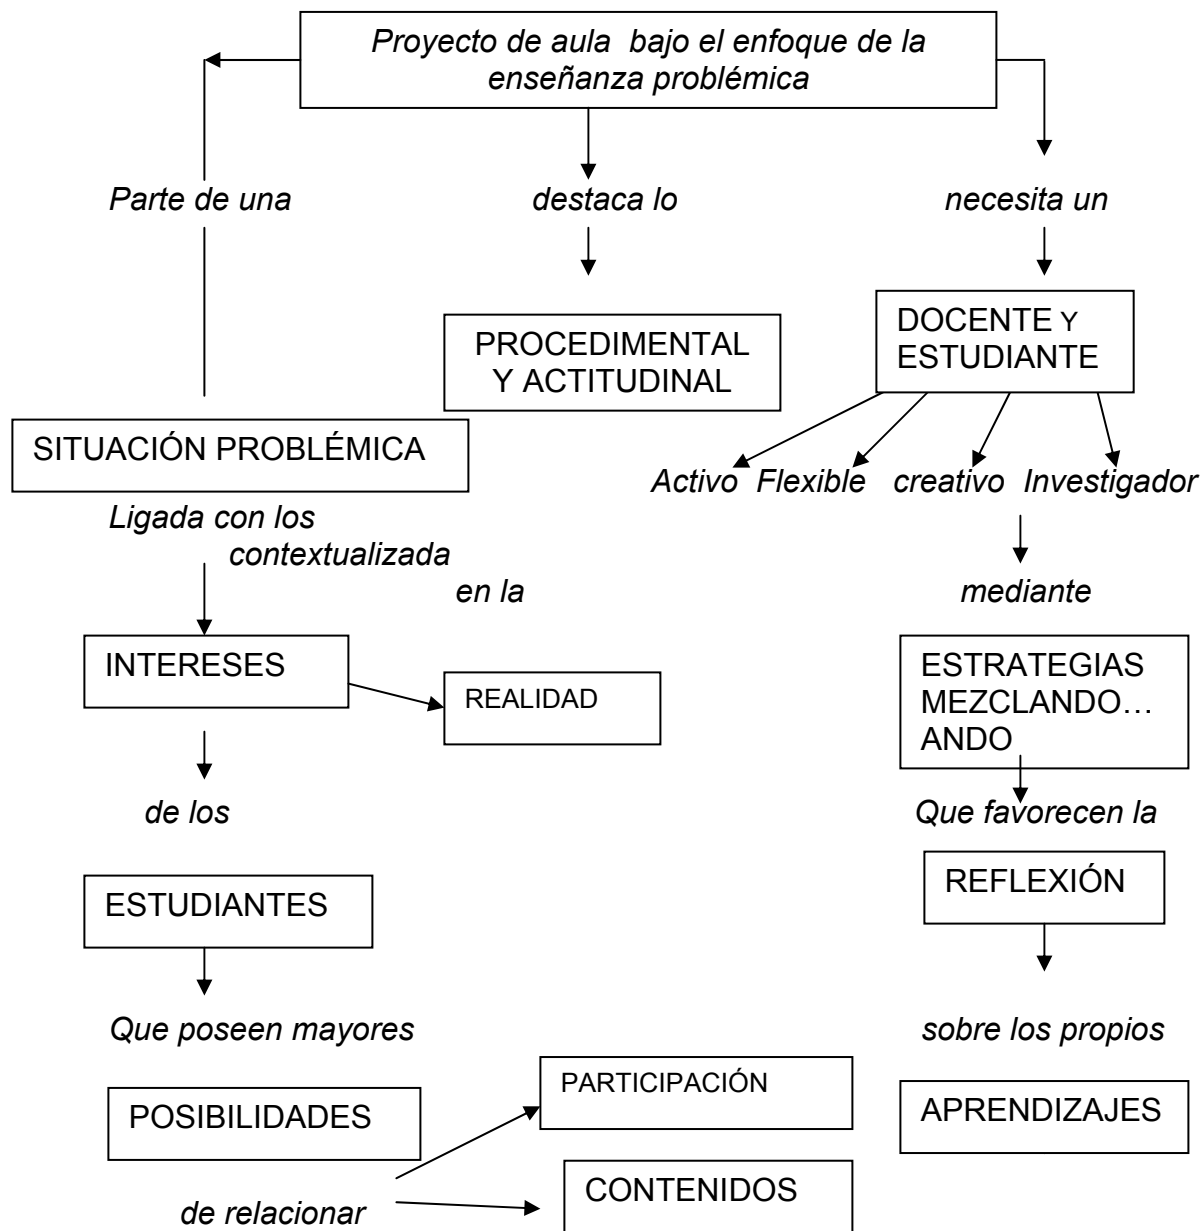 Proyecto de aula bajo el enfoque de la
enseñanza problémica
Parte de una
destaca lo
necesita un
DOCENTE Y
ESTUDIANTE
PROCEDIMENTAL
Y ACTITUDINAL
SITUACIÓN PROBLÉMICA
Activo Flexible creativo Investigador
Ligada con los
contextualizada
en la
mediante
INTERESES
REALIDAD
ESTRATEGIAS
MEZCLANDO…
ANDO
de los
Que favorecen la
ESTUDIANTES
REFLEXIÓN
Que poseen mayores
sobre los propios
POSIBILIDADES
PARTICIPACIÓN
APRENDIZAJES
CONTENIDOS
de relacionar